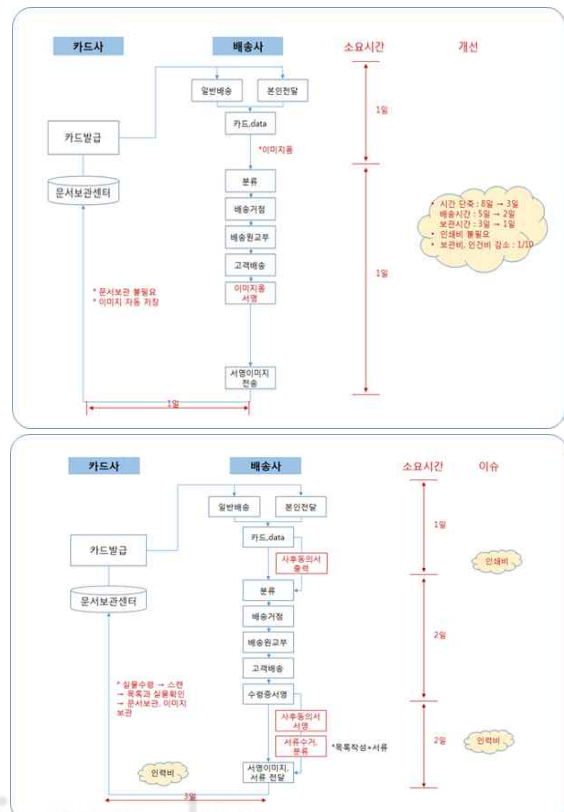 카드사
배송사
소요시간
개선
일반배송
본인전달
카드,data
1일
*이미지폼
카드발급
문서보관센터
분류
배송거점
배송원교부
고객배송
이미지폼
서명
* 문서보관 불필요
* 이미지 자동 저장
1일
• 시간 단축 : 8일 → 3일
배송시간 : 5일 → 2일
보관시간 : 3일 → 1일
• 인쇄비 불필요
• 보관비, 인건비 감소 : 1/10
서명이미지
전송
1일
카드사
배송사
소요시간
이슈
일반배송
본인전달
카드,data
1일
사후동의서
출력
인쇄비
카드발급
문서보관센터
분류
배송거점
배송원교부
고객배송
수령증서명
2일
* 실물수령 → 스캔
→ 목록과 실물확인
→ 문서보관, 이미지
보관
사후동의서
서명
서류수거,
분류
*목록작성+서류
2일
인력비
인력비
서명이미지,
서류 전달
3일